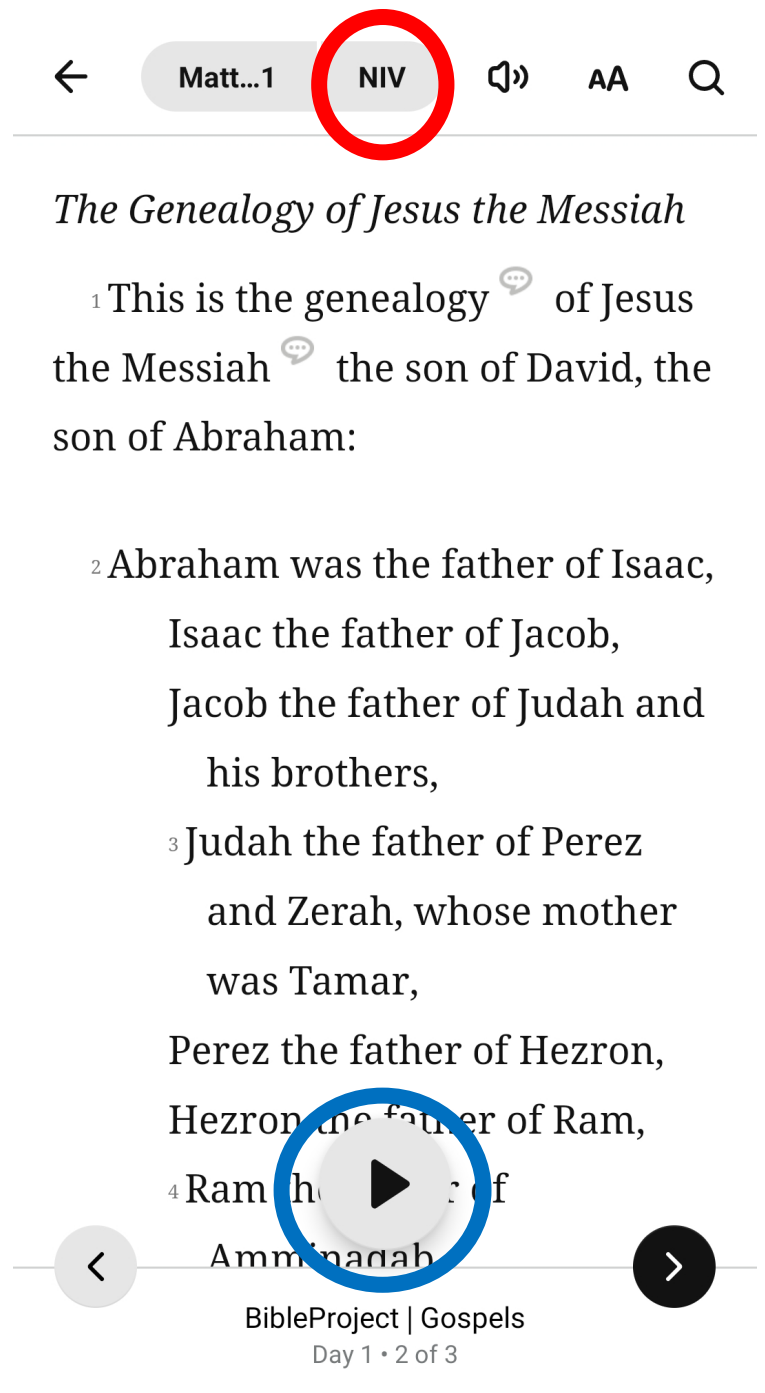 Matt...1 NIV AA
The Genealogy of Jesus the Messiah
1 This is the genealogy of Jesus
the Messiah the son of David, the
son of Abraham:
2 Abraham was the father of Isaac,
Isaac the father of Jacob,
Jacob the father of Judah and
his brothers,
3 Judah the father of Perez
and Zerah, whose mother
was Tamar,
Perez the father of Hezron,
Hezron the father of Ram,
4 Ram of
Amminadab
BibleProject | Gospels
Day 1 • 2 of 3